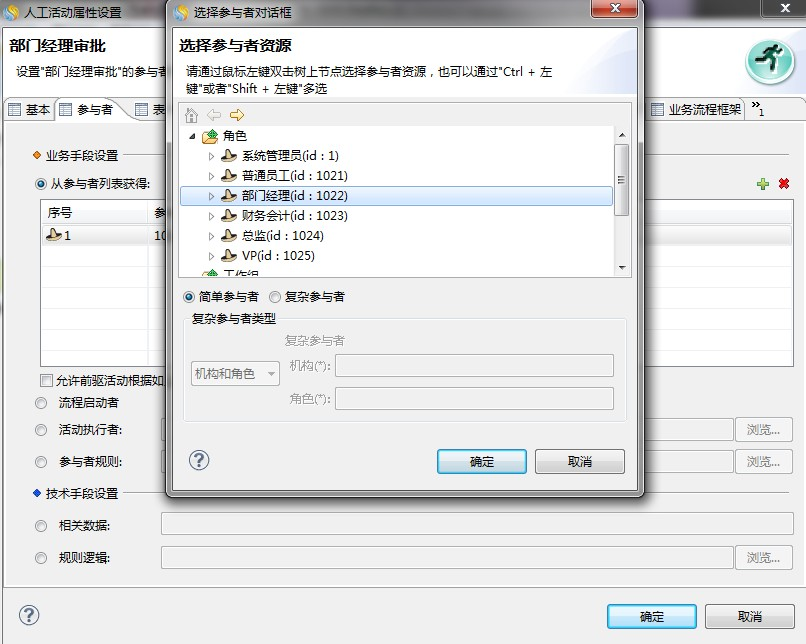 人工活动属性设置
选择参与者对话框
部门经理审批
设置"部门经理审批"的参与者
选择参与者资源
请通过鼠标左键双击树上节点选择参与者资源，也可以通过"Ctrl + 左
键"或者"Shift + 左键"多选
基本
参与者
表
业务流程框架
»1
角色
系统管理员(id : 1)
普通员工(id : 1021)
部门经理(id : 1022)
财务会计(id : 1023)
总监(id : 1024)
VP(id : 1025)
工作组
业务手段设置
从参与者列表获得:
序号
参
1
10
简单参与者
复杂参与者
复杂参与者类型
复杂参与者
机构和角色
机构(*):
角色(*):
允许前驱活动根据如
流程启动者
活动执行者:
浏览...
参与者规则:
浏览...
确定
取消
技术手段设置
相关数据:
规则逻辑:
浏览...
确定
取消